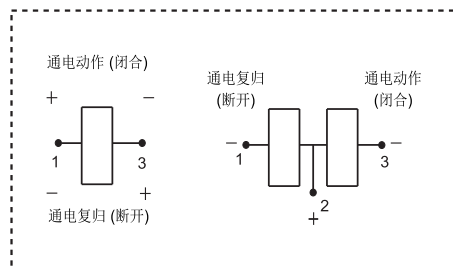 通电动作 (闭合)
+ −
1 3
− +
通电复归 (断开)
通电复归
(断开)
通电动作
(闭合)
− −
1 3
2
+